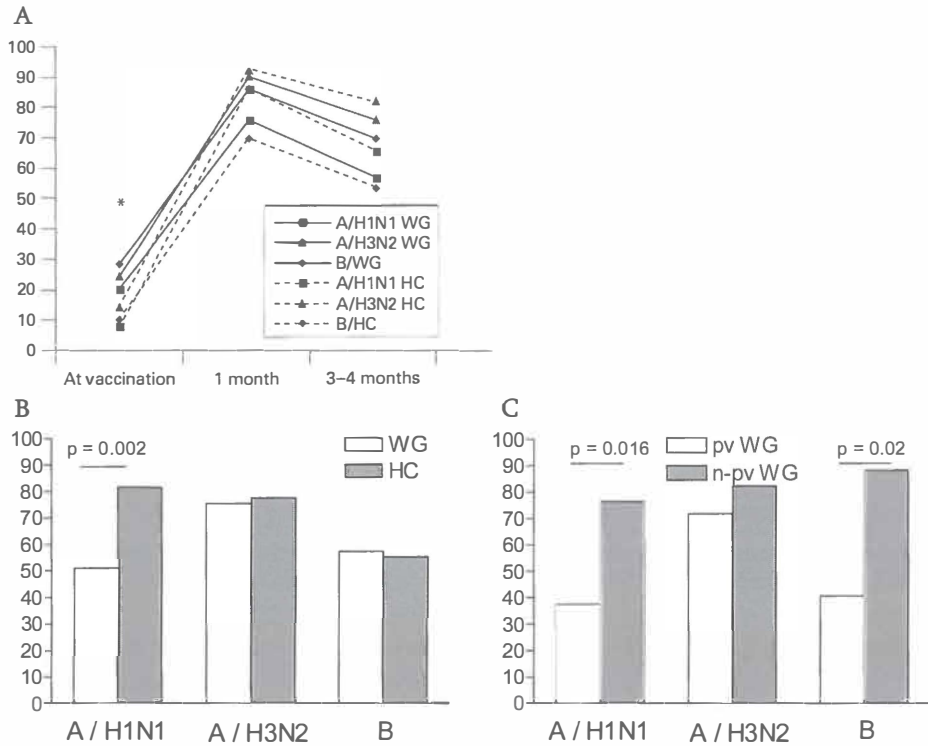 A
100
90
80
70
60
50
40
30
20
10
0
*
A/H1N1 WG
A/H3N2 WG
B/WG
A/H1N1 HC
A/H3N2 HC
B/HC
At vaccination 1 month 3–4 months
B
100
90
80
70
60
50
40
30
20
10
0
p = 0.002
WG
HC
A / H1N1 A / H3N2 B
C
100
90
80
70
60
50
40
30
20
10
0
p = 0.016
pv WG
n-pv WG
p = 0.02
A / H1N1 A / H3N2 B